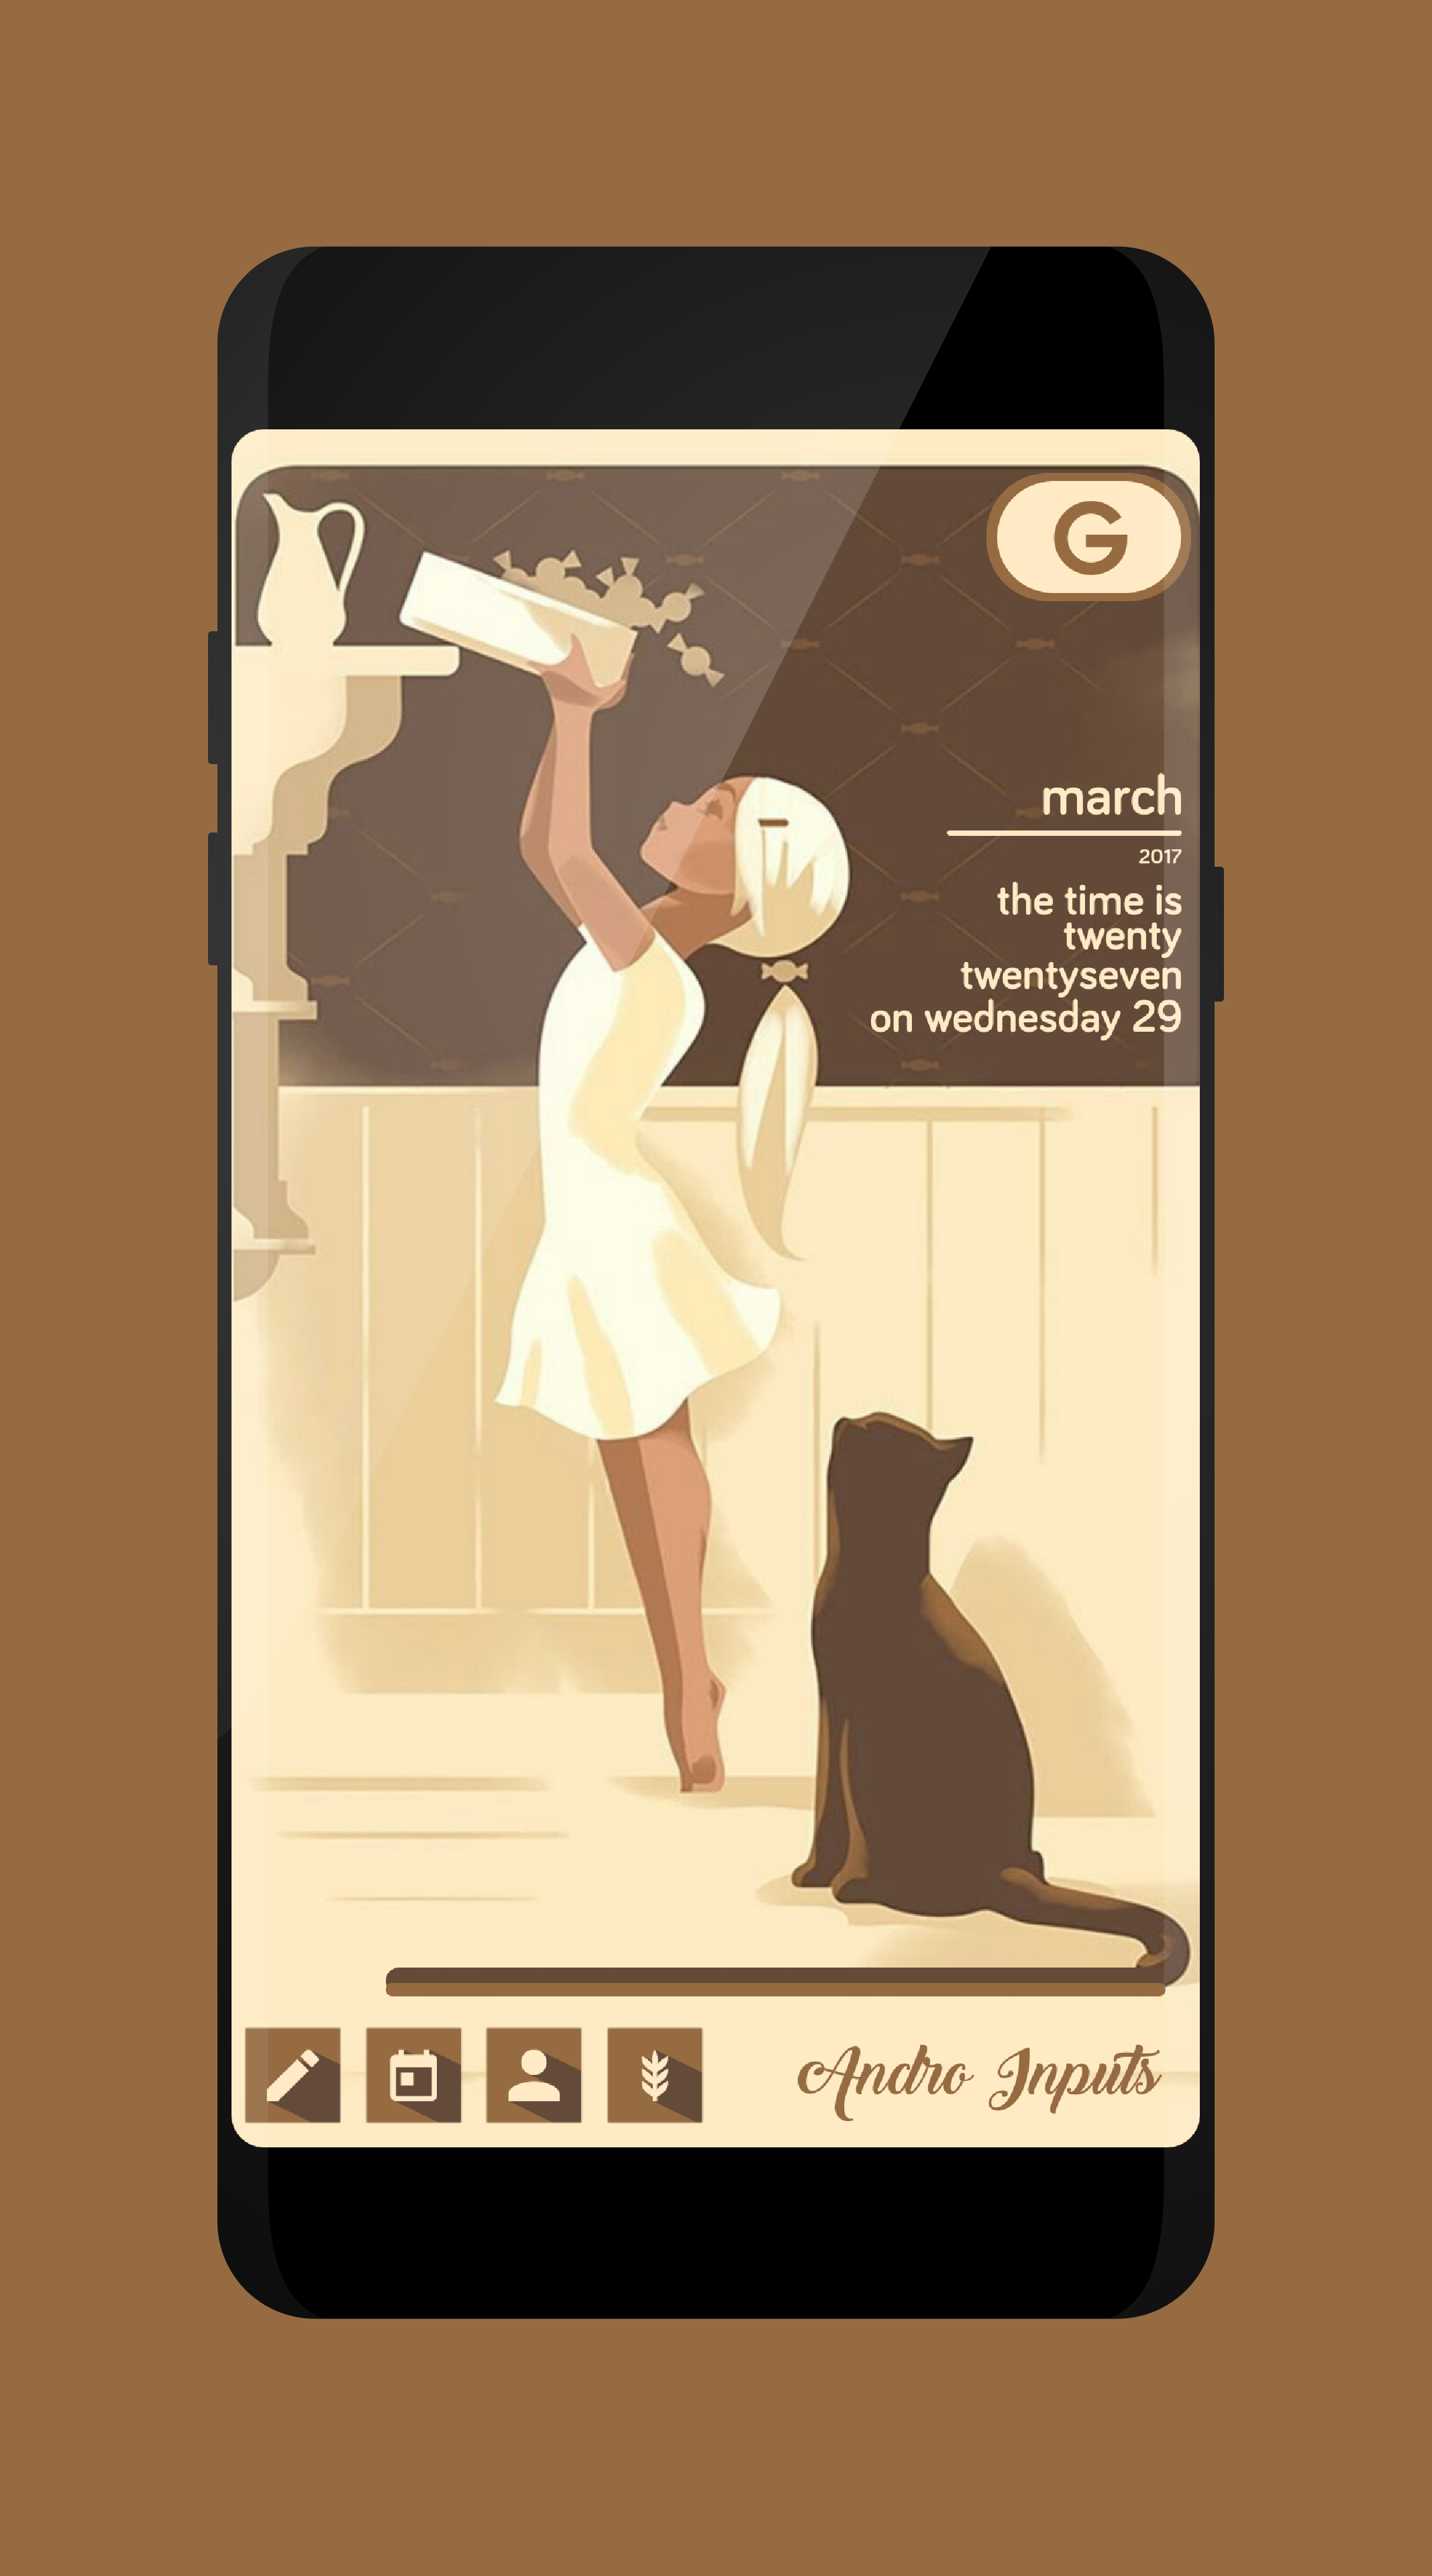 G
march
2017
the time is
twenty
twentyseven
on wednesday 29
Andro Inputs